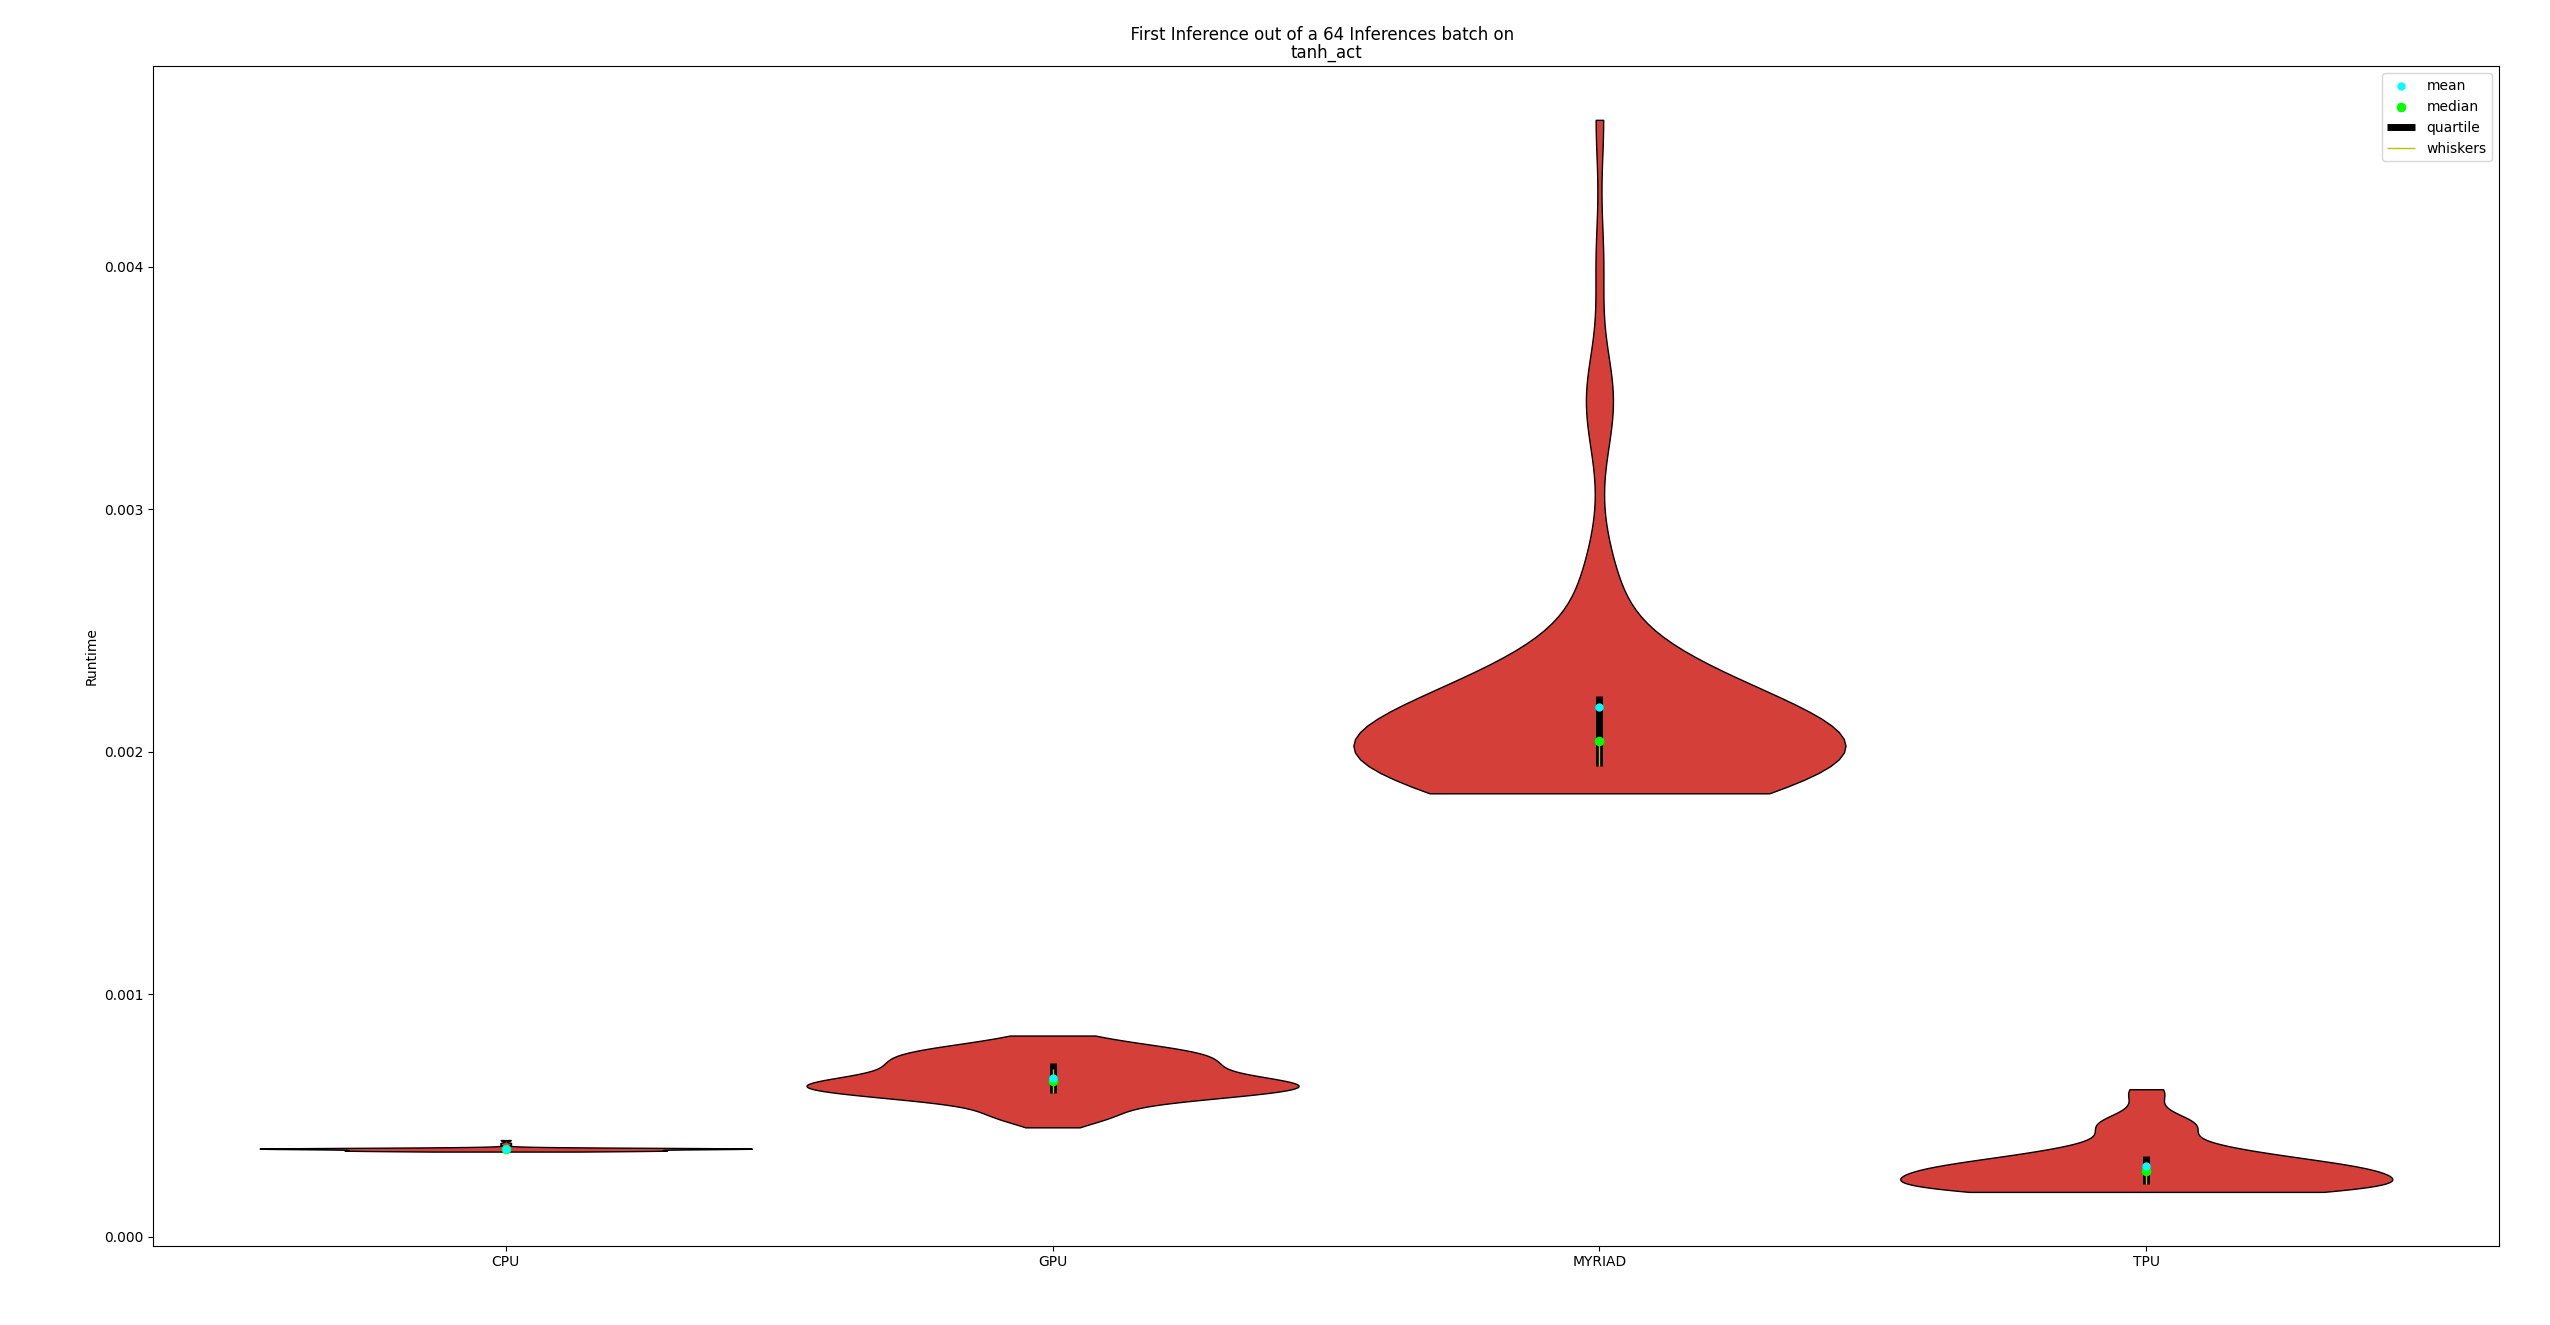 First Inference out of a 64 Inferences batch on
tanh_act
mean
median
quartile
whiskers
0.004
0.003
0.002
0.001
0.000
Runtime
CPU
GPU
MYRIAD
TPU